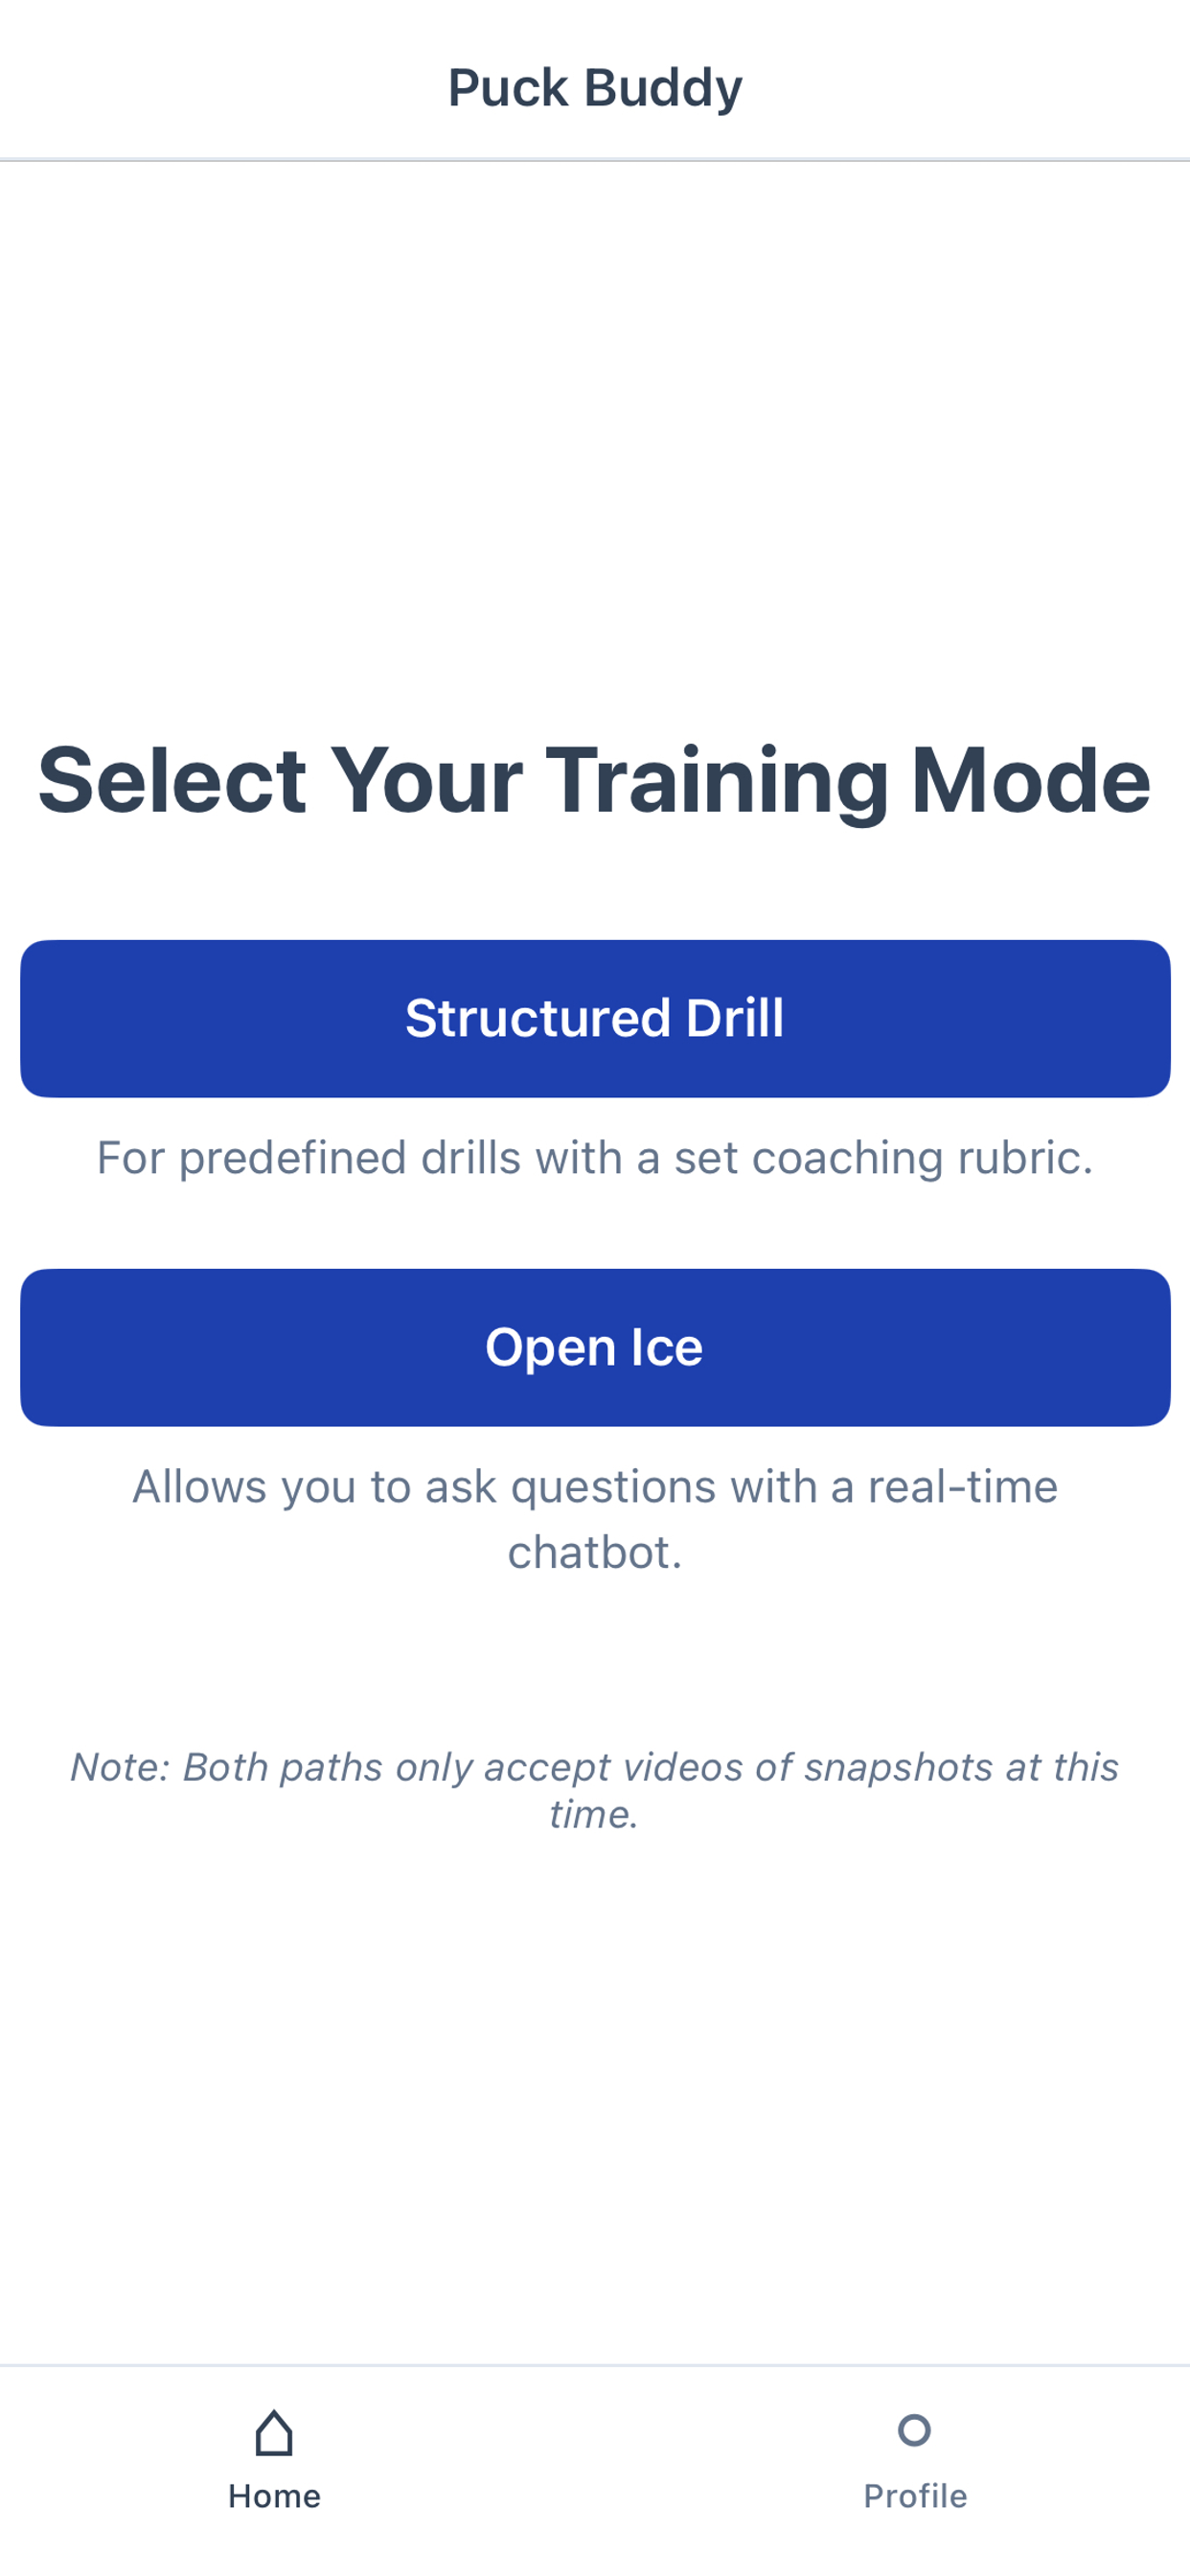 Puck Buddy
Select Your Training Mode
Structured Drill
For predefined drills with a set coaching rubric.
Open Ice
Allows you to ask questions with a real-time
chatbot.
Note: Both paths only accept videos of snapshots at this
time.
Home
Profile